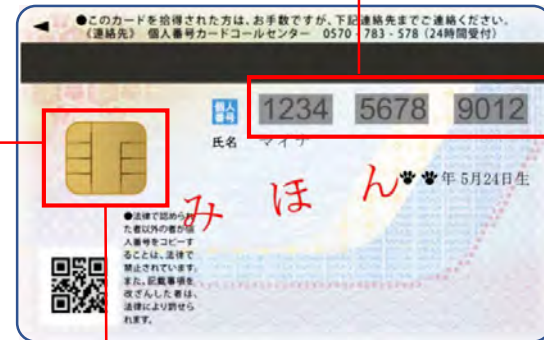 ●このカードを拾得された方は、お手数ですが、下記連絡先までご連絡ください。
《連絡先》 個人番号カードコールセンター 0570-783-578 (24時間受付)
個人番号 1234 5678 9012
氏名 マイナ
年 5月24日生
みほん
●法律で認められ
た者以外の者が個
人番号をコピーす
ることは、法律で
禁止されています。
また、記載事項を
改ざんした者は、
法律により罰せら
れます。